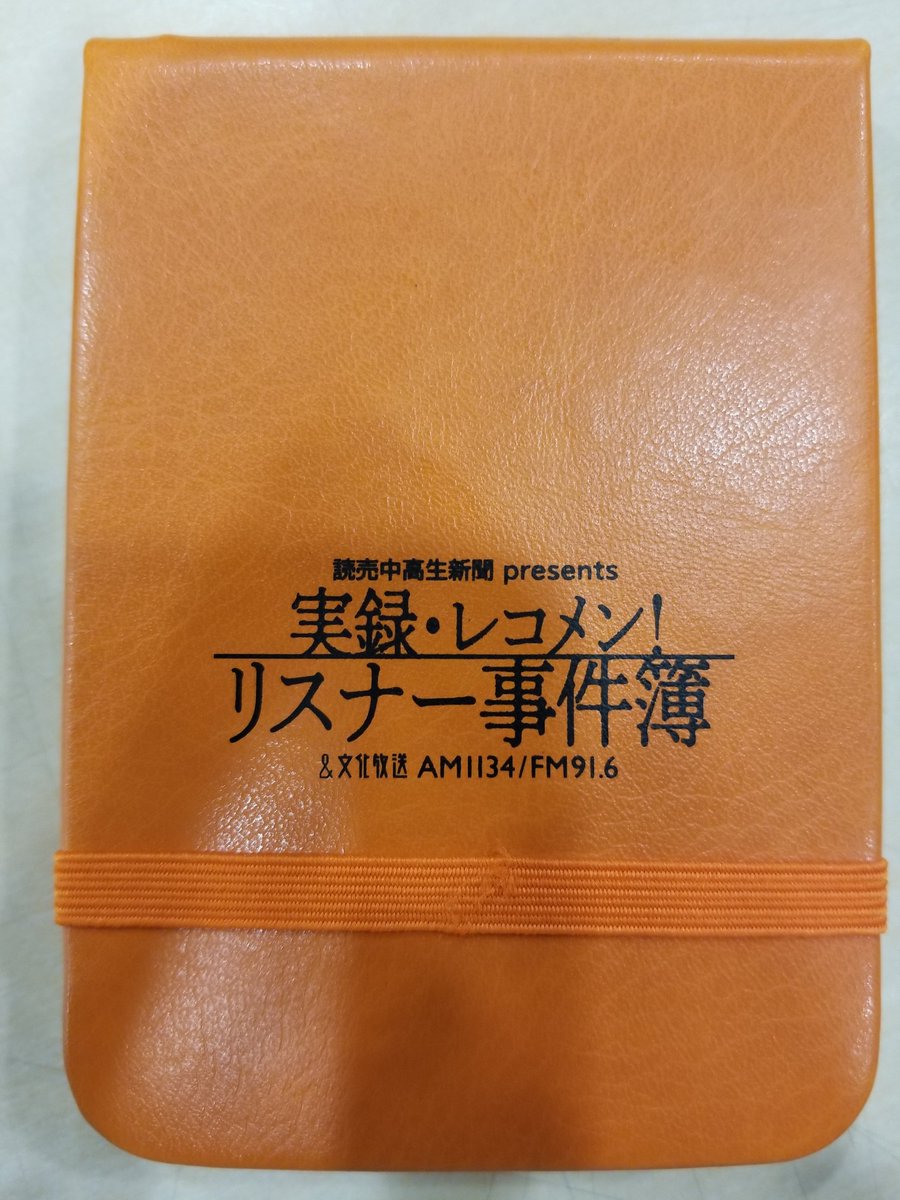 読売中高生新聞 presents
実録・レコメン!
リスナー事件簿
&文化放送 AM1134/FM91.6